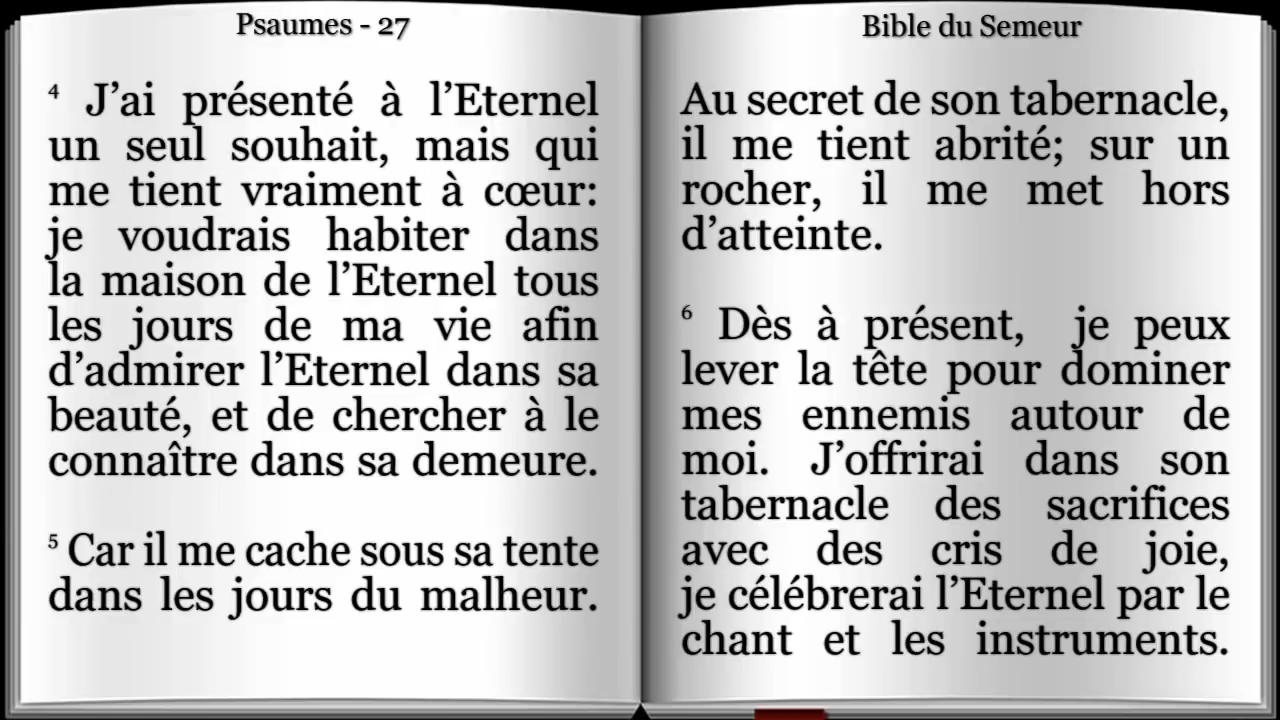 Psaumes - 27
4 J’ai présenté à l’Eternel
un seul souhait, mais qui
me tient vraiment à cœur:
je voudrais habiter dans
la maison de l’Eternel tous
les jours de ma vie afin
d’admirer l’Eternel dans sa
beauté, et de chercher à le
connaître dans sa demeure.
5 Car il me cache sous sa tente
dans les jours du malheur.
Bible du Semeur
Au secret de son tabernacle,
il me tient abrité; sur un
rocher, il me met hors
d’atteinte.
6 Dès à présent, je peux
lever la tête pour dominer
mes ennemis autour de
moi. J’offrirai dans son
tabernacle des sacrifices
avec des cris de joie,
je célébrerai l’Eternel par le
chant et les instruments.